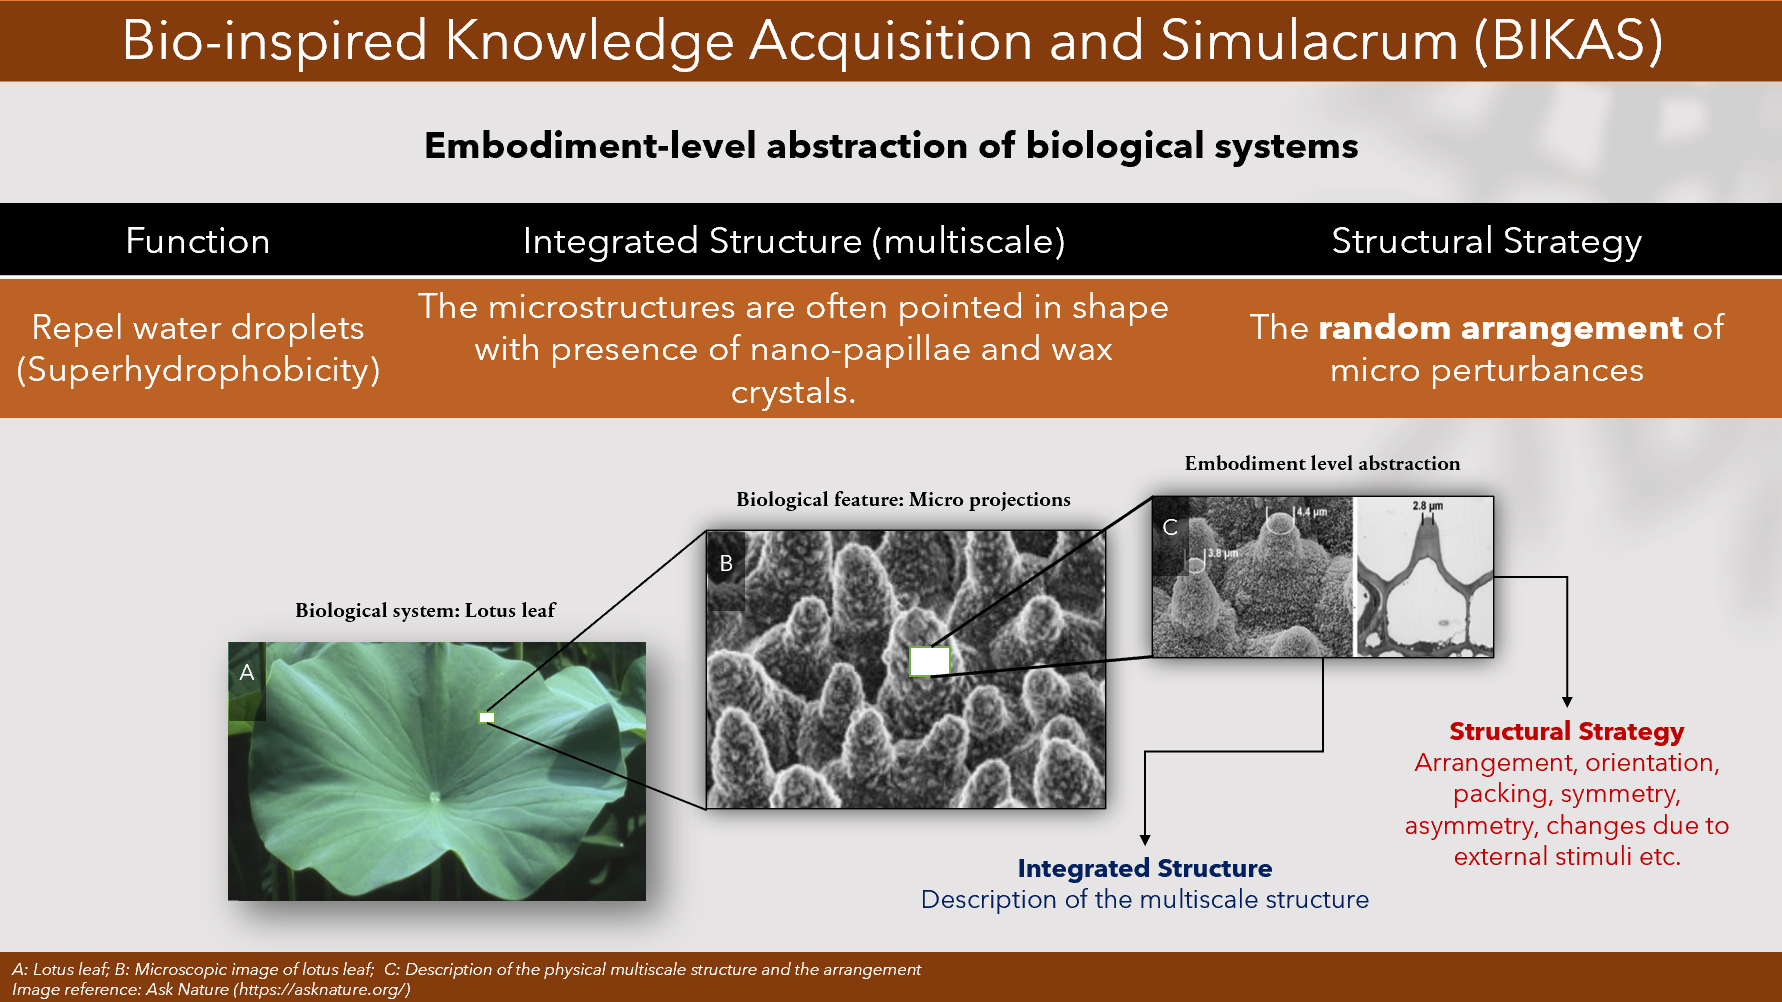 Bio-inspired Knowledge Acquisition and Simulacrum (BIKAS)
Embodiment-level abstraction of biological systems
Function
Integrated Structure (multiscale)
Structural Strategy
Repel water droplets
(Superhydrophobicity)
The microstructures are often pointed in shape
with presence of nano-papillae and wax
crystals.
The random arrangement of
micro perturbances
Embodiment level abstraction
Biological feature: Micro projections
Biological system: Lotus leaf
A
B
C
3.8 µm
4.4 µm
2.8 µm
Structural Strategy
Arrangement, orientation,
packing, symmetry,
asymmetry, changes due to
external stimuli etc.
Integrated Structure
Description of the multiscale structure
A: Lotus leaf; B: Microscopic image of lotus leaf; C: Description of the physical multiscale structure and the arrangement
Image reference: Ask Nature (https://asknature.org/)